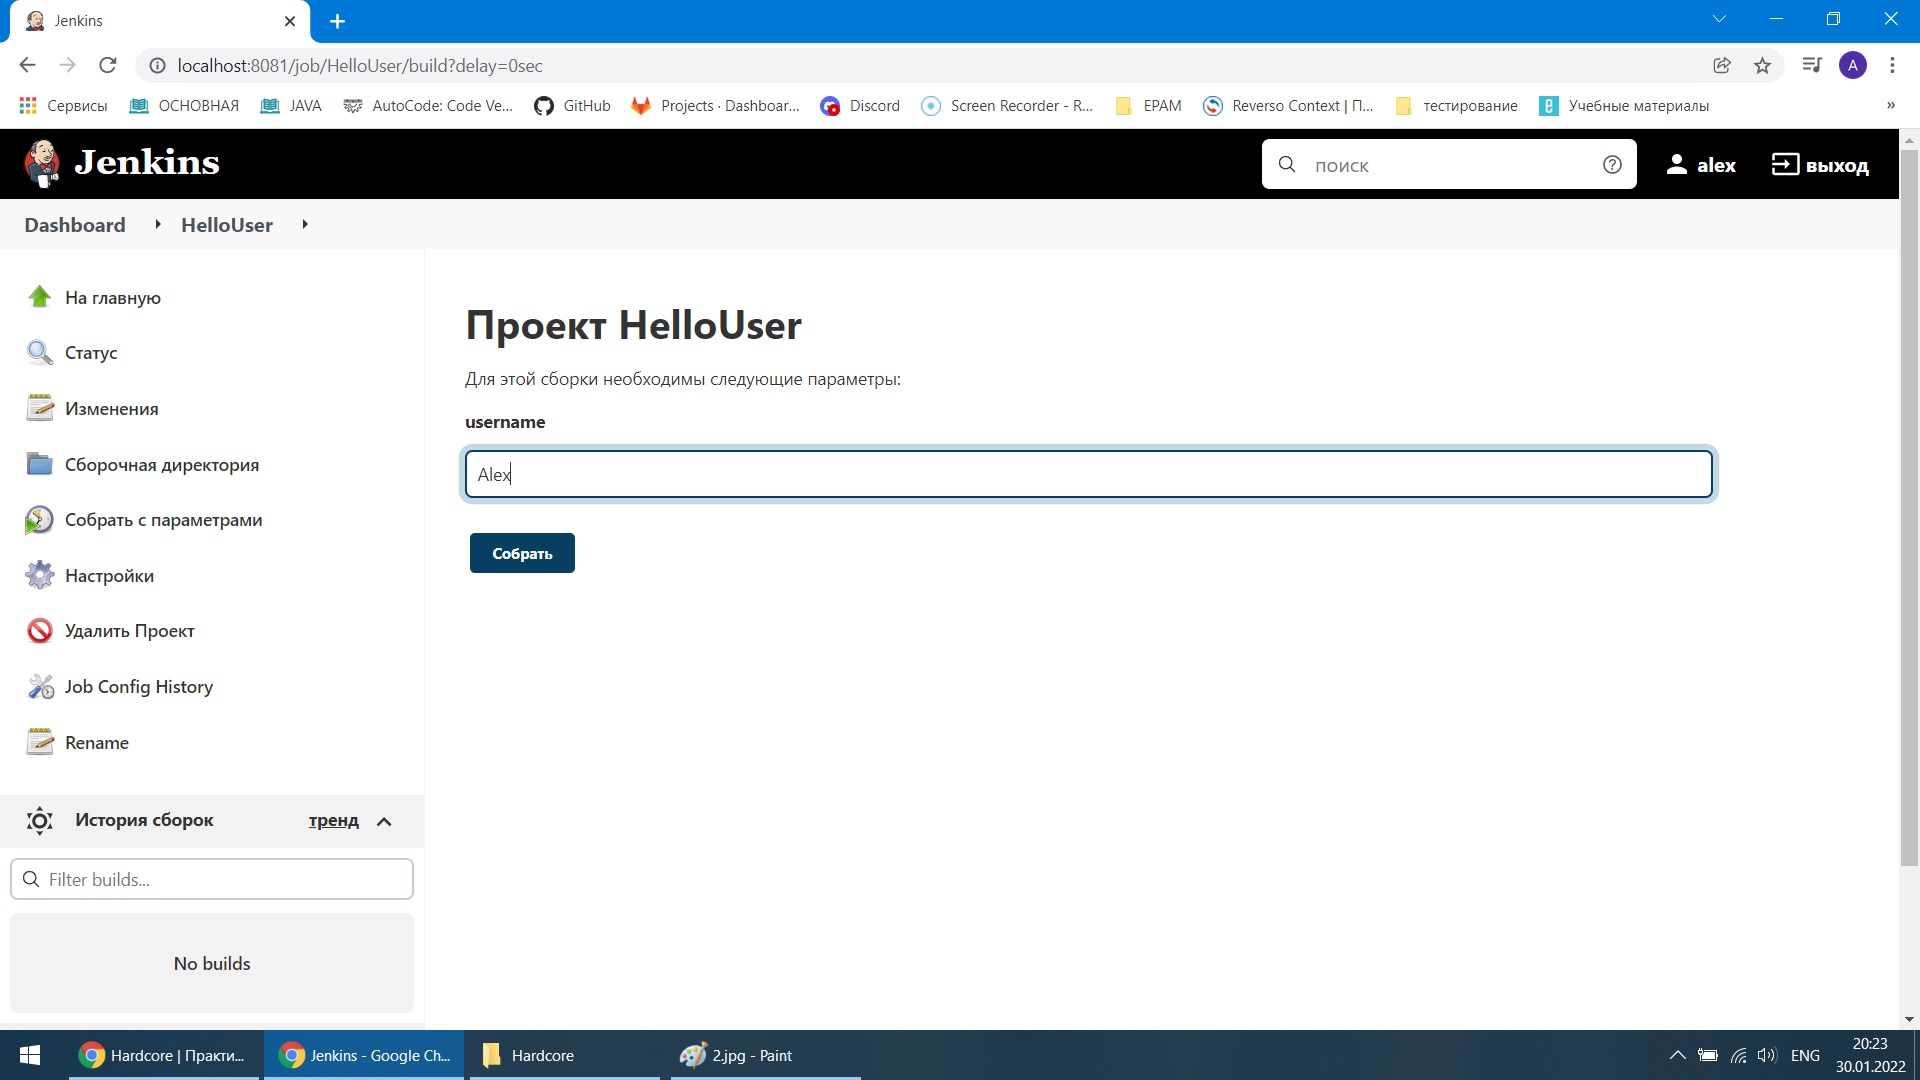 Jenkins
localhost:8081/job/HelloUser/build?delay=0sec
A
Сервисы
ОСНОВНАЯ
JAVA
AutoCode: Code Ve...
GitHub
Projects · Dashboar...
Discord
Screen Recorder - R...
EPAM
Reverso Context | П...
тестирование
Учебные материалы
»
Jenkins
поиск
alex
выход
Dashboard
HelloUser
На главную
Статус
Изменения
Сборочная директория
Собрать с параметрами
Настройки
Удалить Проект
Job Config History
Rename
История сборок
тренд
Filter builds...
No builds
Проект HelloUser
Для этой сборки необходимы следующие параметры:
username
Alex
Собрать
Hardcore | Практи...
Jenkins - Google Ch...
Hardcore
2.jpg - Paint
ENG
20:23
30.01.2022